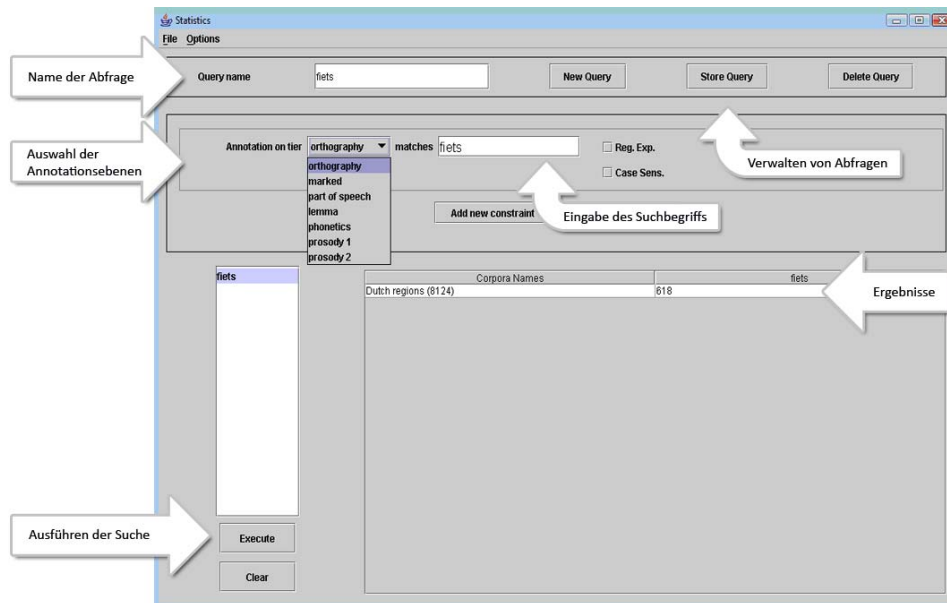 Statistics
File Options
Name der Abfrage
Query name fiets New Query Store Query Delete Query
Auswahl der
Annotationsebenen
Annotation on tier orthography matches fiets Reg. Exp.
Case Sens.
orthography
marked
part of speech
lemma
phonetics
prosody 1
prosody 2
Add new constraint
Verwalten von Abfragen
Eingabe des Suchbegriffs
fiets
Corpora Names fiets
Dutch regions (8124) 618
Ergebnisse
Ausführen der Suche
Execute
Clear